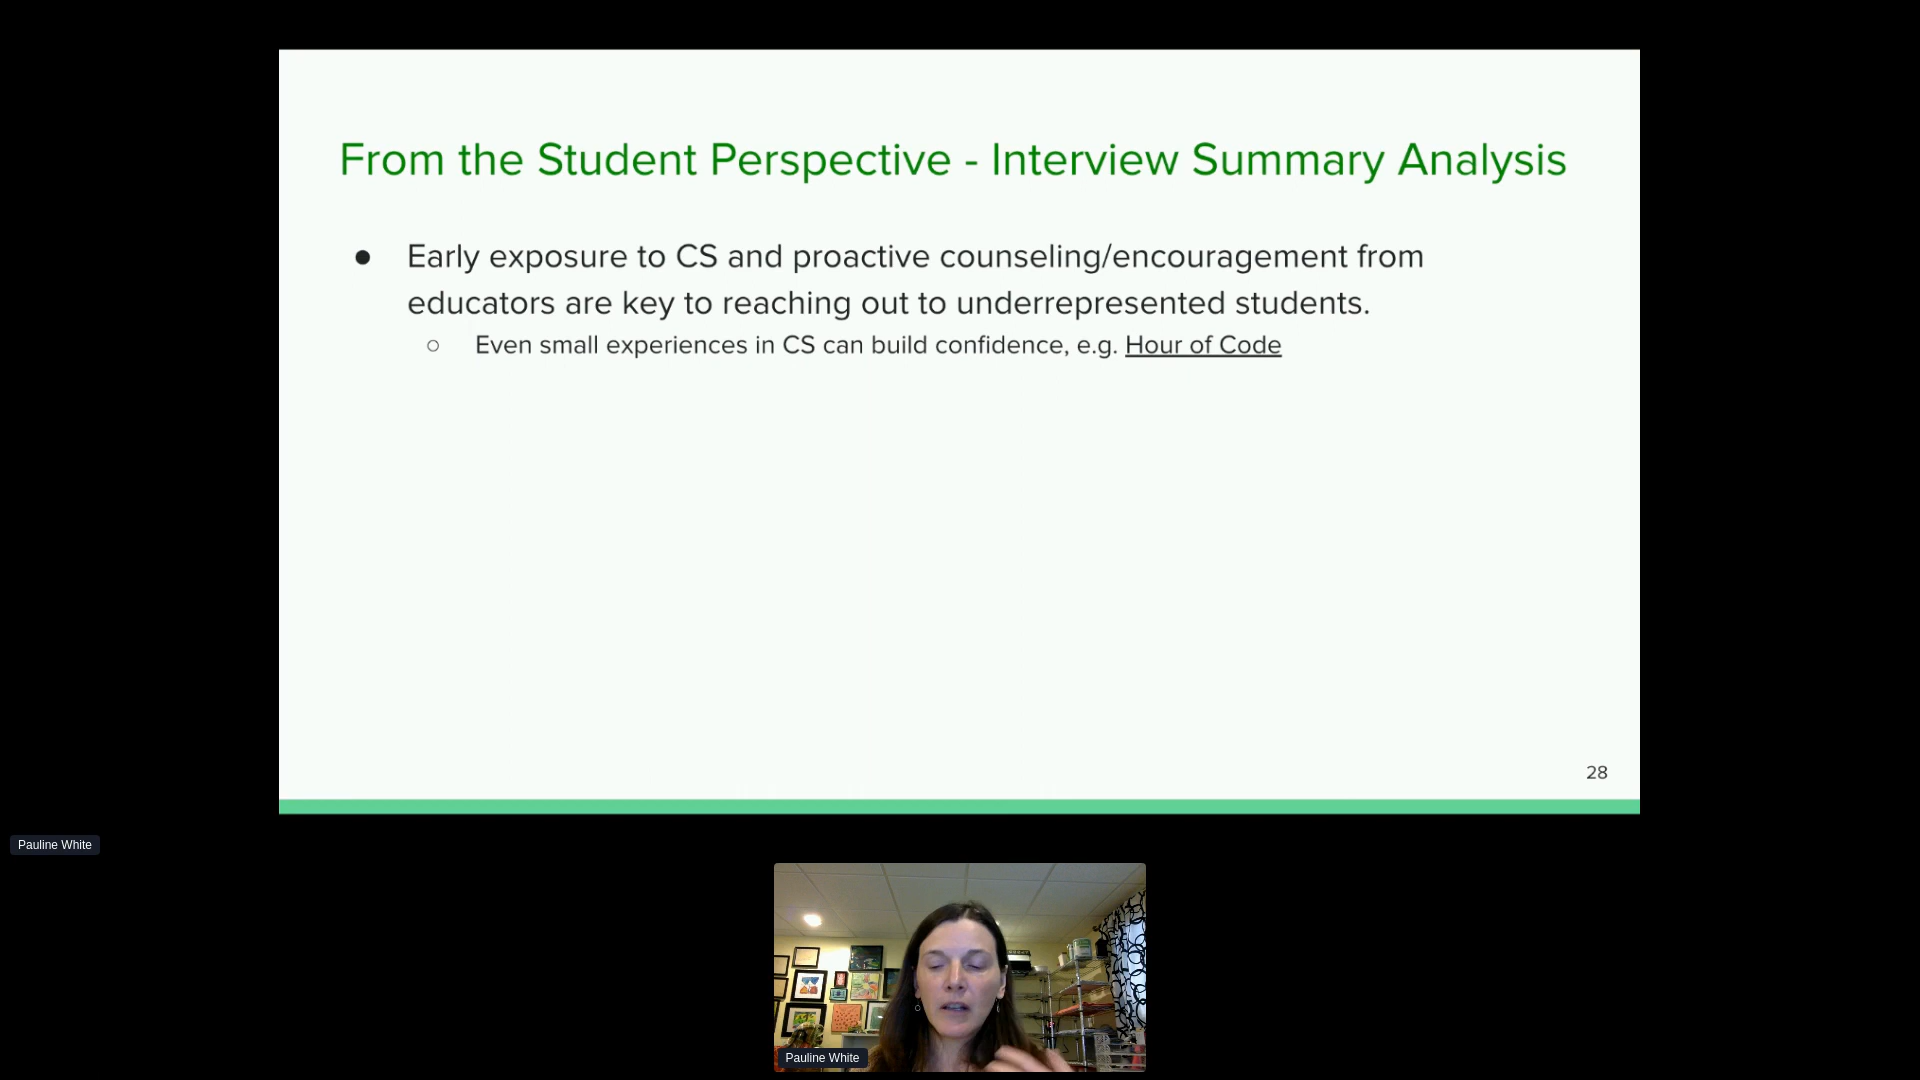 From the Student Perspective - Interview Summary Analysis
● Early exposure to CS and proactive counseling/encouragement from
educators are key to reaching out to underrepresented students.
○ Even small experiences in CS can build confidence, e.g. Hour of Code
28
Pauline White
Pauline White